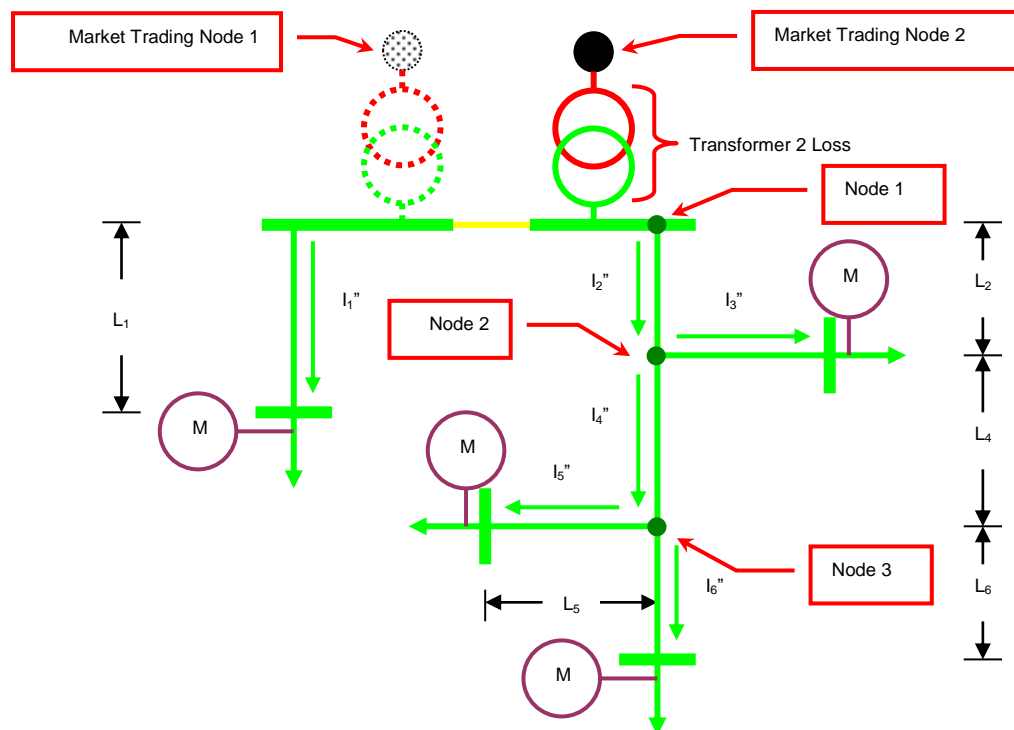 Market Trading Node 1
Market Trading Node 2
Transformer 2 Loss
Node 1
M
I₁”
I₂”
I₃”
L₂
L₁
Node 2
M
M
I₄”
L₄
I₅”
Node 3
I₆”
L₆
L₅
M